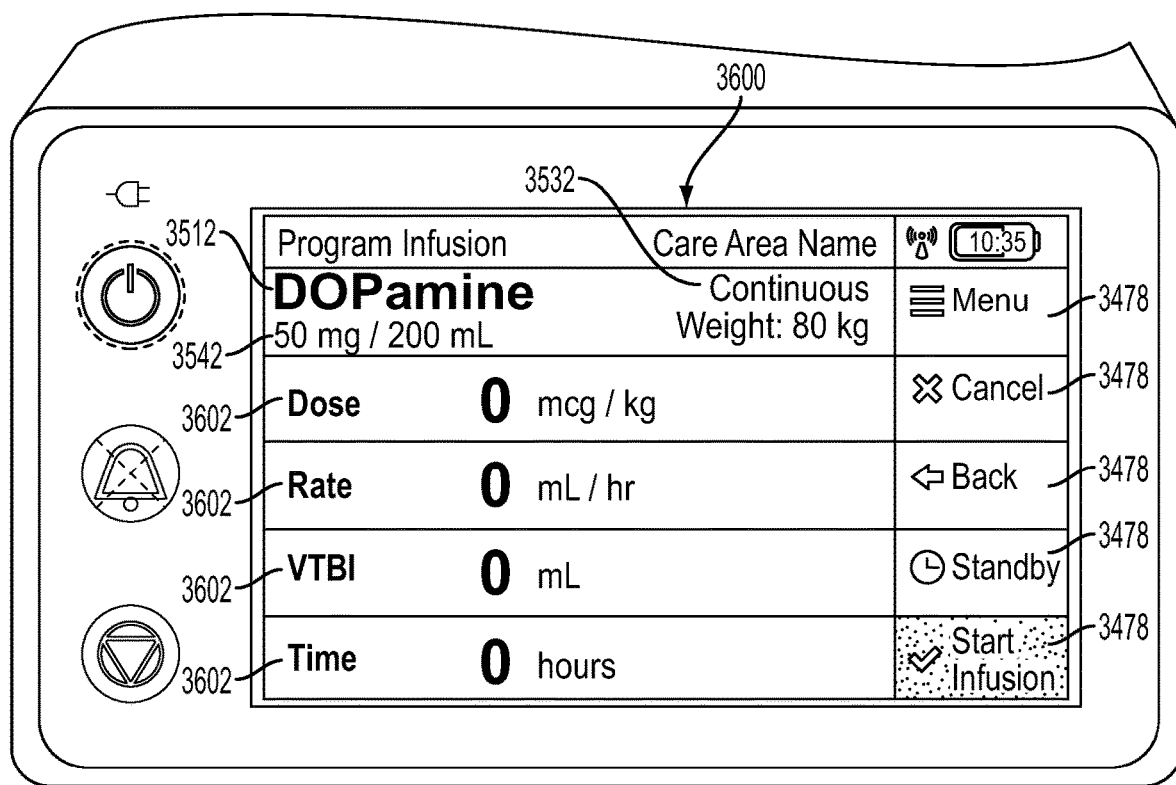 3600
3532
3512
Program Infusion Care Area Name 10:35
DOPamine Continuous
Menu 3478
50 mg / 200 mL Weight: 80 kg
3542
3602 Dose 0 mcg / kg Cancel 3478
3602 Rate 0 mL / hr Back 3478
3602 VTBI 0 mL Standby 3478
3602 Time 0 hours Start 3478
Infusion